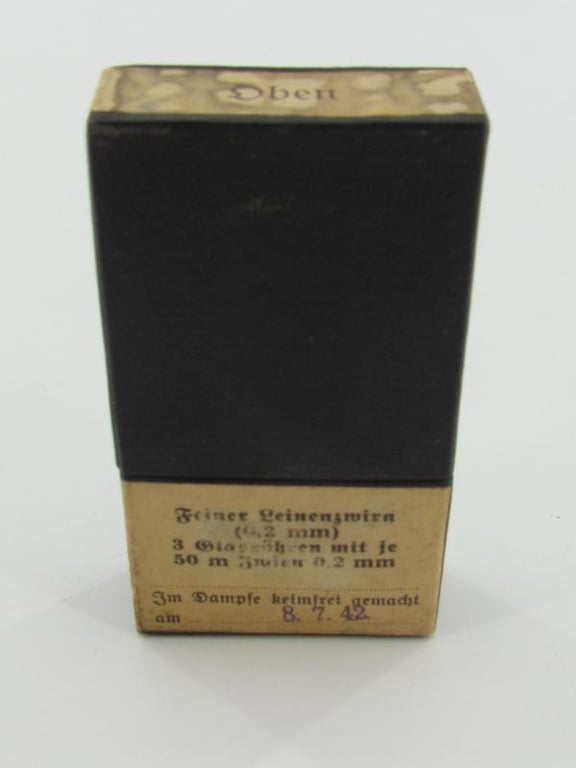 Oben
Feiner Leinenzwirn
(0,2 mm)
3 Glasröhren mit je
50 m Zwirn 0,2 mm
Im Dampfe keimfrei gemacht
am 8. 7. 42